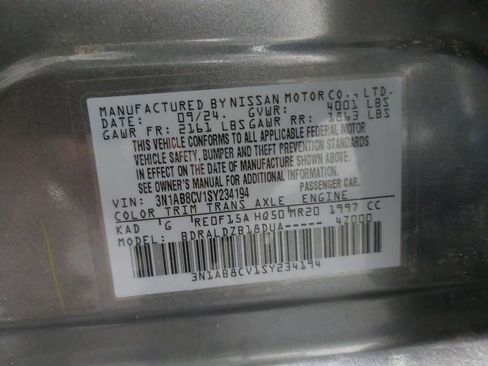 MANUFACTURED BY NISSAN MOTOR CO., LTD.
DATE: 09/24. GVWR: 4001 LBS
GAWR FR: 2161 LBS GAWR RR: 1863 LBS
THIS VEHICLE CONFORMS TO ALL APPLICABLE FEDERAL MOTOR
VEHICLE SAFETY, BUMPER AND THEFT PREVENTION STANDARDS
IN EFFECT ON THE DATE OF MANUFACTURE SHOWN ABOVE.
SEE OWNER'S MANUAL FOR ADDITIONAL INFORMATION.
VIN: 3N1AB8CV1SY234194 PASSENGER CAR.
COLOR TRIM TRANS AXLE ENGINE
KAD G RE0F15A HQ50 MR20 1997 CC
MODEL: BDRALDZB18DUA----- 47000
3N1AB8CV1SY234194